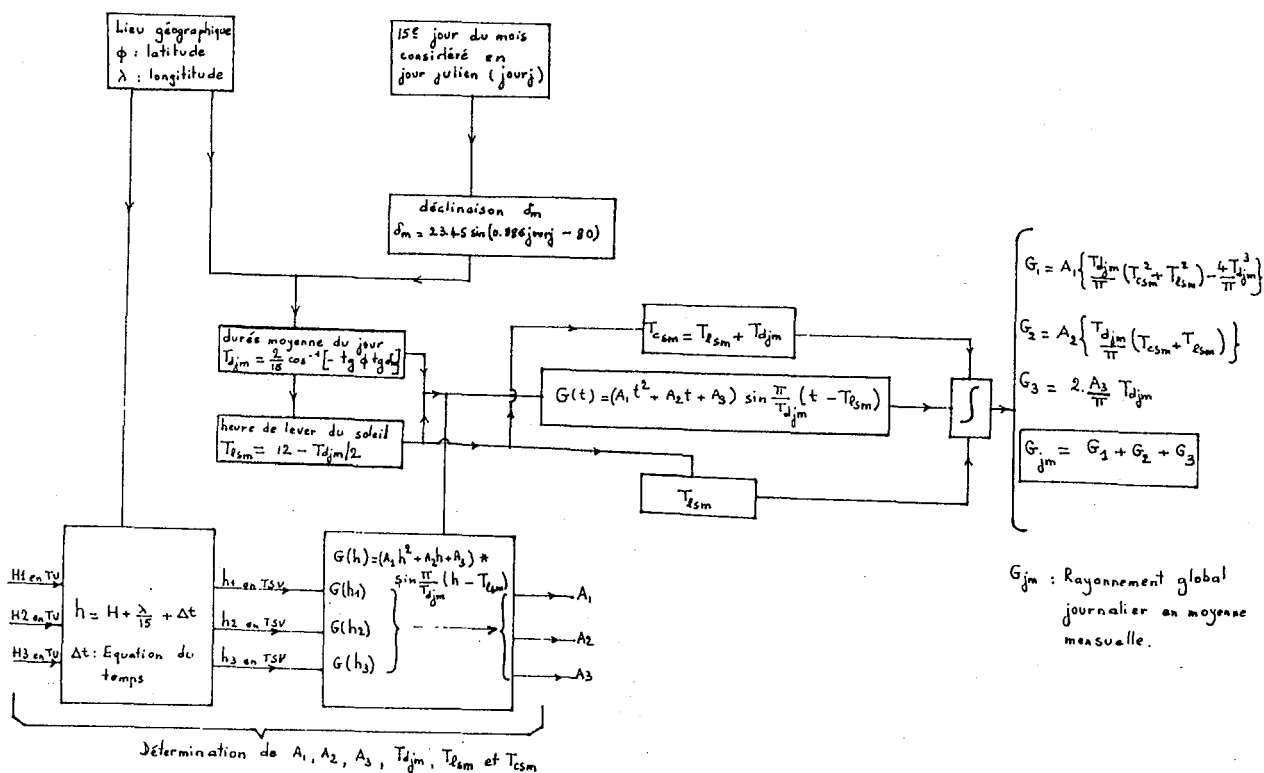 Lieu géographique
φ : latitude
λ : longititude
15è jour du mois
considéré en
jour julien (jourj)
déclinaison δm
δm = 23.45 sin(0.986 jourj - 80)
durée moyenne du jour
Tdjm = 2/15 cos⁻¹[- tg φ tg δm]
heure de lever du soleil
Tlsm = 12 - Tdjm/2
Tcsm = Tlsm + Tdjm
G(t) = (A1 t² + A2 t + A3) sin π/Tdjm (t - Tlsm)
Tlsm
∫
G1 = A1 { Tdjm/π (Tcsm² + Tlsm²) - 4 Tdjm³/π }
G2 = A2 { Tdjm/π (Tcsm + Tlsm) }
G3 = 2. A3/π Tdjm
Gjm = G1 + G2 + G3
Gjm : Rayonnement global
journalier en moyenne
mensuelle.
H1 en TU
H2 en TU
H3 en TU
h = H + λ/15 + Δt
Δt : Equation du
temps
h1 en TSV
h2 en TSV
h3 en TSV
G(h) = (A1 h² + A2 h + A3) *
sin π/Tdjm (h - Tlsm)
G(h1)
G(h2)
G(h3)
A1
A2
A3
Détermination de A1, A2, A3, Tdjm, Tlsm et Tcsm